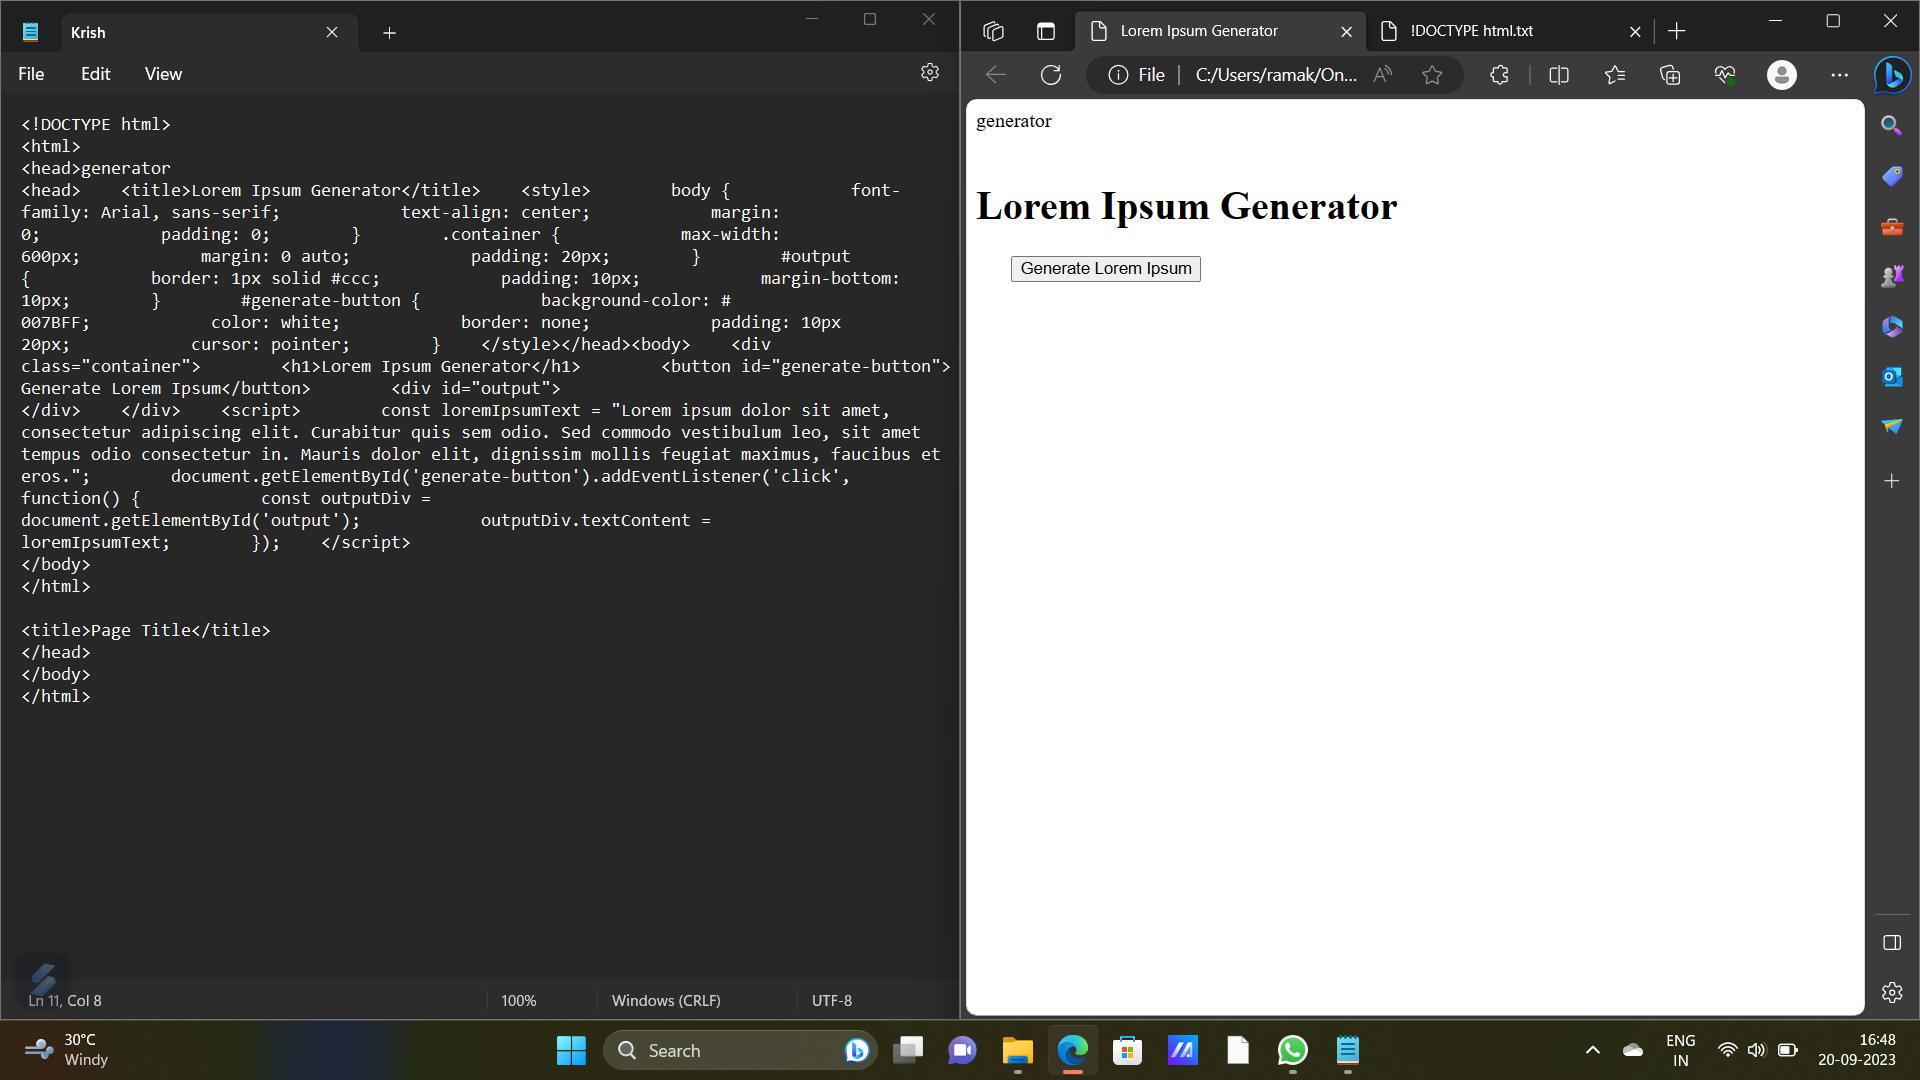 Krish
File Edit View
<!DOCTYPE html>
<html>
<head>generator
<head>    <title>Lorem Ipsum Generator</title>    <style>        body {            font-
family: Arial, sans-serif;            text-align: center;            margin:
0;            padding: 0;        }        .container {            max-width:
600px;            margin: 0 auto;            padding: 20px;        }        #output
{            border: 1px solid #ccc;            padding: 10px;            margin-bottom:
10px;        }        #generate-button {            background-color: #
007BFF;            color: white;            border: none;            padding: 10px
20px;            cursor: pointer;        }    </style></head><body>    <div
class="container">        <h1>Lorem Ipsum Generator</h1>        <button id="generate-button">
Generate Lorem Ipsum</button>        <div id="output">
</div>    </div>    <script>        const loremIpsumText = "Lorem ipsum dolor sit amet,
consectetur adipiscing elit. Curabitur quis sem odio. Sed commodo vestibulum leo, sit amet
tempus odio consectetur in. Mauris dolor elit, dignissim mollis feugiat maximus, faucibus et
eros.";        document.getElementById('generate-button').addEventListener('click',
function() {            const outputDiv =
document.getElementById('output');            outputDiv.textContent =
loremIpsumText;        });    </script>
</body>
</html>
<title>Page Title</title>
</head>
</body>
</html>
Ln 11, Col 8 100% Windows (CRLF) UTF-8
Lorem Ipsum Generator !DOCTYPE html.txt
File C:/Users/ramak/On...
generator
Lorem Ipsum Generator
Generate Lorem Ipsum
30°C
Windy
Search
ENG
IN
16:48
20-09-2023